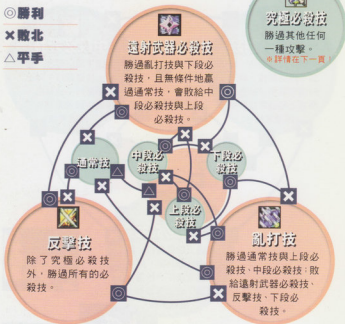 ◎勝利
×敗北
△平手
究極必殺技
勝過其他任何
一種攻擊。
※詳情在下一頁
遠射武器必殺技
勝過亂打技與下段必
殺技，且無條件地贏
過通常技、會敗給中
段必殺技與上段
必殺技。
通常技
中段必
殺技
下段必
殺技
上段必
殺技
反擊技
除了究極必殺技
外，勝過所有的必
殺技。
亂打技
勝過通常技與上段必
殺技、中段必殺技；敗
給遠射武器必殺技、
反擊技、下段必
殺技。